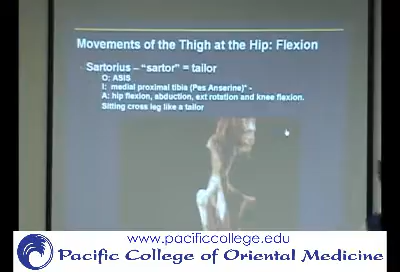 Movements of the Thigh at the Hip: Flexion
Sartorius – “sartor” = tailor
O: ASIS
I: medial proximal tibia (Pes Anserine)* -
A: hip flexion, abduction, ext rotation and knee flexion.
Sitting cross leg like a tailor
www.pacificcollege.edu
Pacific College of Oriental Medicine